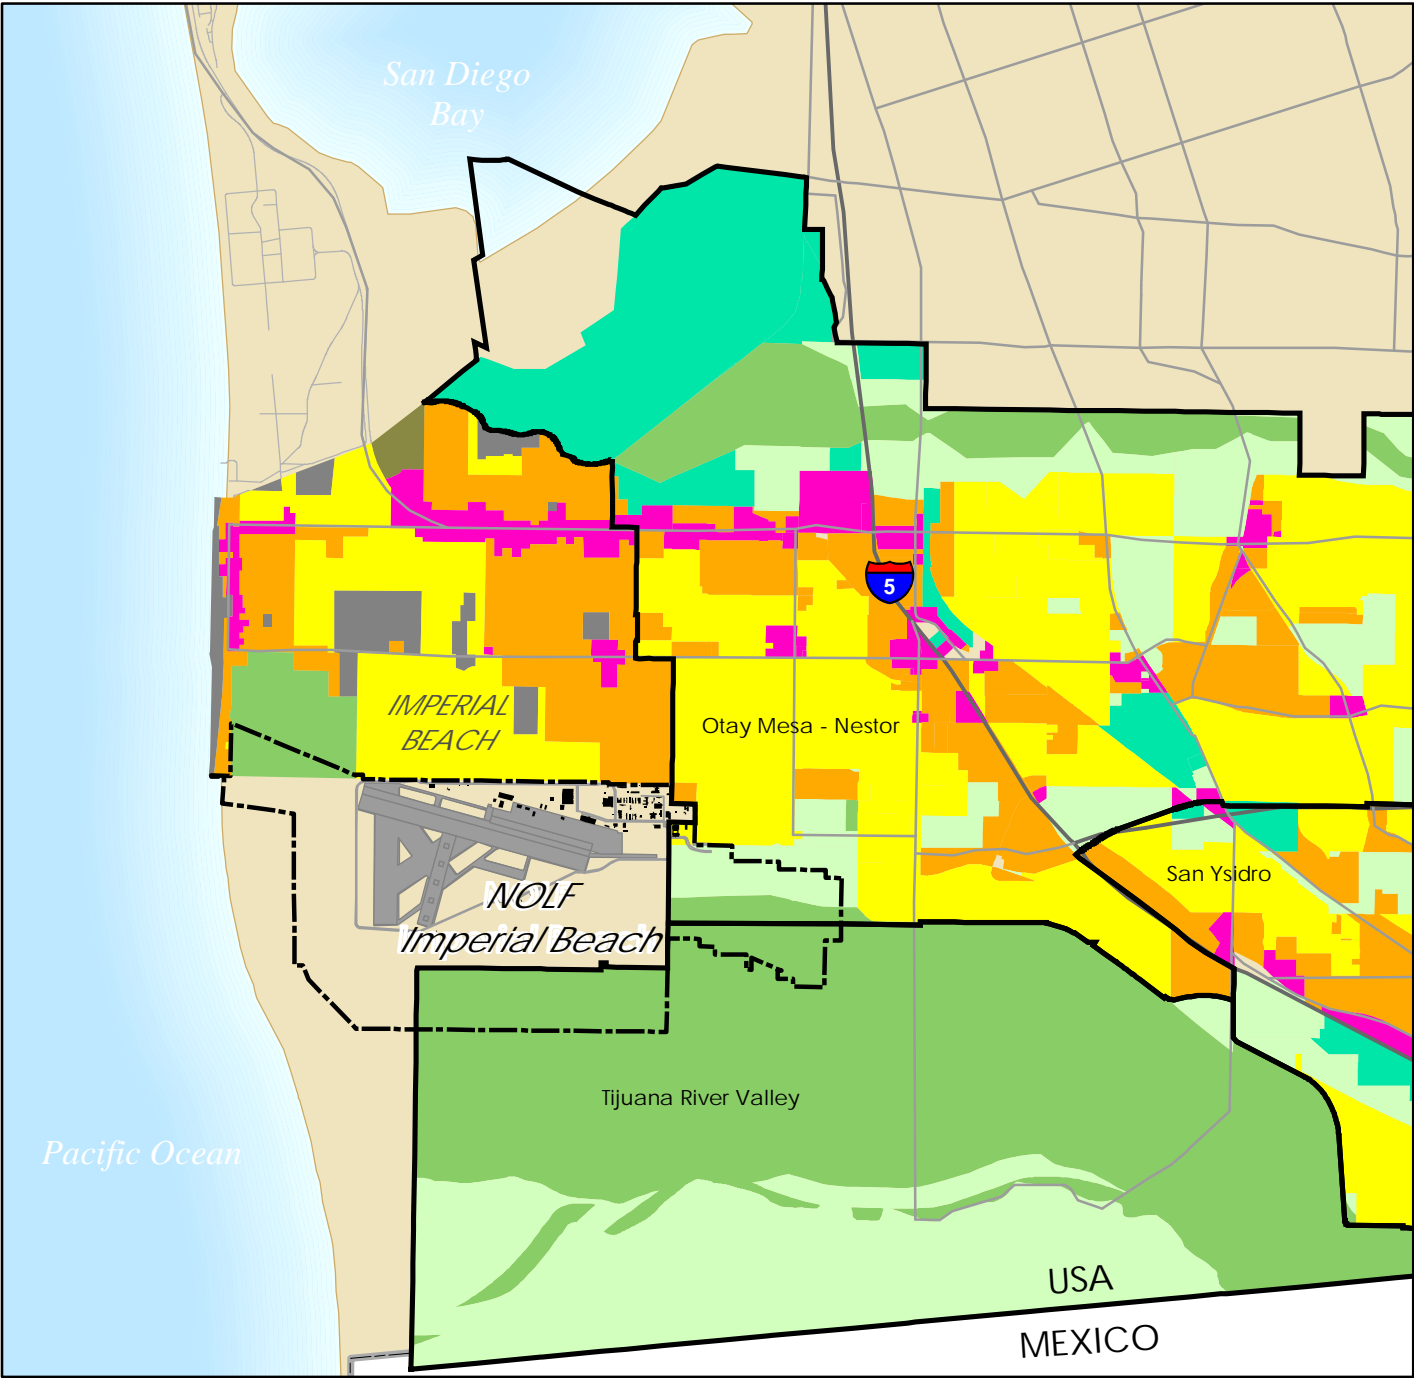 San Diego
Bay
5
IMPERIAL
BEACH
Otay Mesa - Nestor
San Ysidro
NOLF
Imperial Beach
Tijuana River Valley
Pacific Ocean
USA
MEXICO